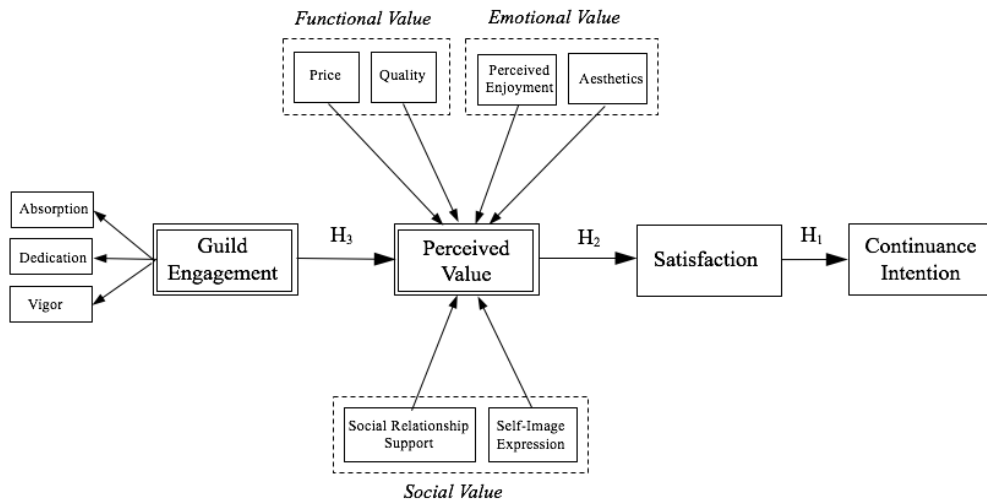 Functional Value
Emotional Value
Price
Quality
Perceived
Enjoyment
Aesthetics
Absorption
Dedication
Vigor
Guild
Engagement
H3
Perceived
Value
H2
Satisfaction
H1
Continuance
Intention
Social Relationship
Support
Self-Image
Expression
Social Value